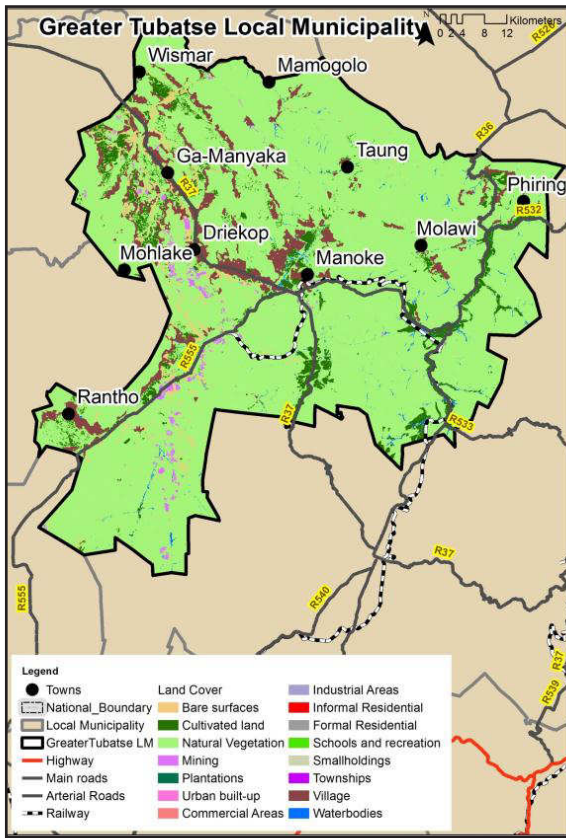 Greater Tubatse Local Municipality
N
Kilometers
0 2 4 8 12
R526
Wismar
Mamogolo
R36
Taung
Ga-Manyaka
R37
Phiring
R532
Driekop
Molawi
Mohlake
Manoke
R555
Rantho
R37
R533
R37
R555
R540
R37
R539
Legend
Towns
National_Boundary
Local Municipality
GreaterTubatse LM
Highway
Main roads
Arterial Roads
Railway
Land Cover
Bare surfaces
Cultivated land
Natural Vegetation
Mining
Plantations
Urban built-up
Commercial Areas
Industrial Areas
Informal Residential
Formal Residential
Schools and recreation
Smallholdings
Townships
Village
Waterbodies